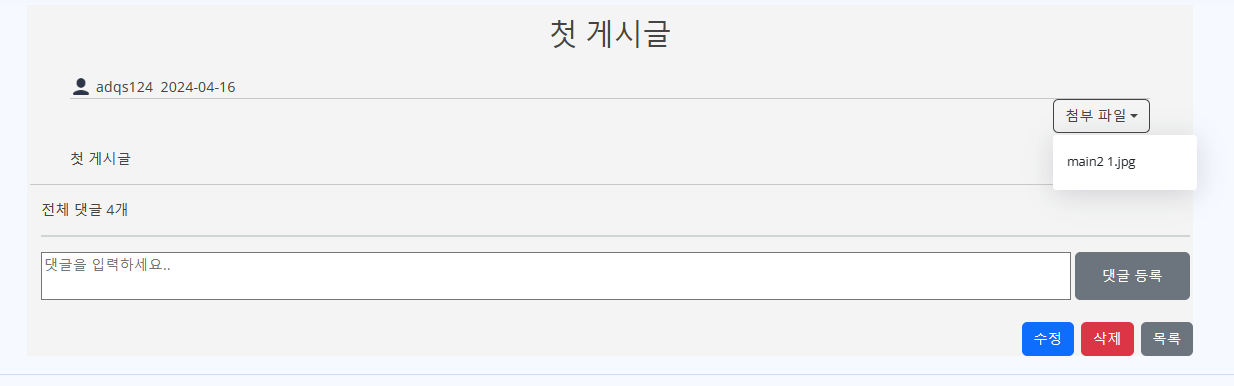 첫 게시글
adqs124 2024-04-16
첨부 파일
main2 1.jpg
첫 게시글
전체 댓글 4개
댓글을 입력하세요..
댓글 등록
수정 삭제 목록